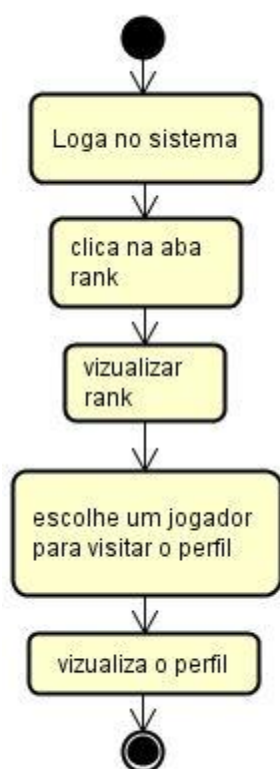 Loga no sistema
clica na aba
rank
vizualizar
rank
escolhe um jogador
para visitar o perfil
vizualiza o perfil